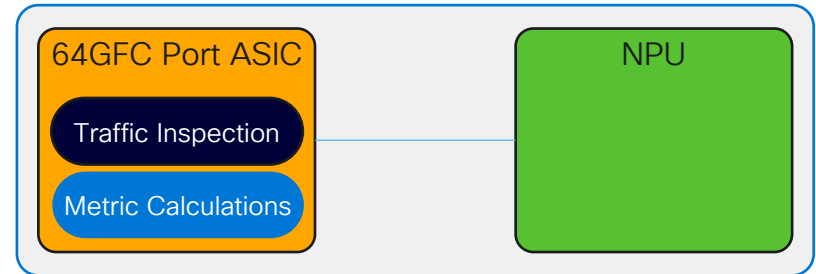 64GFC Port ASIC
NPU
Traffic Inspection
Metric Calculations